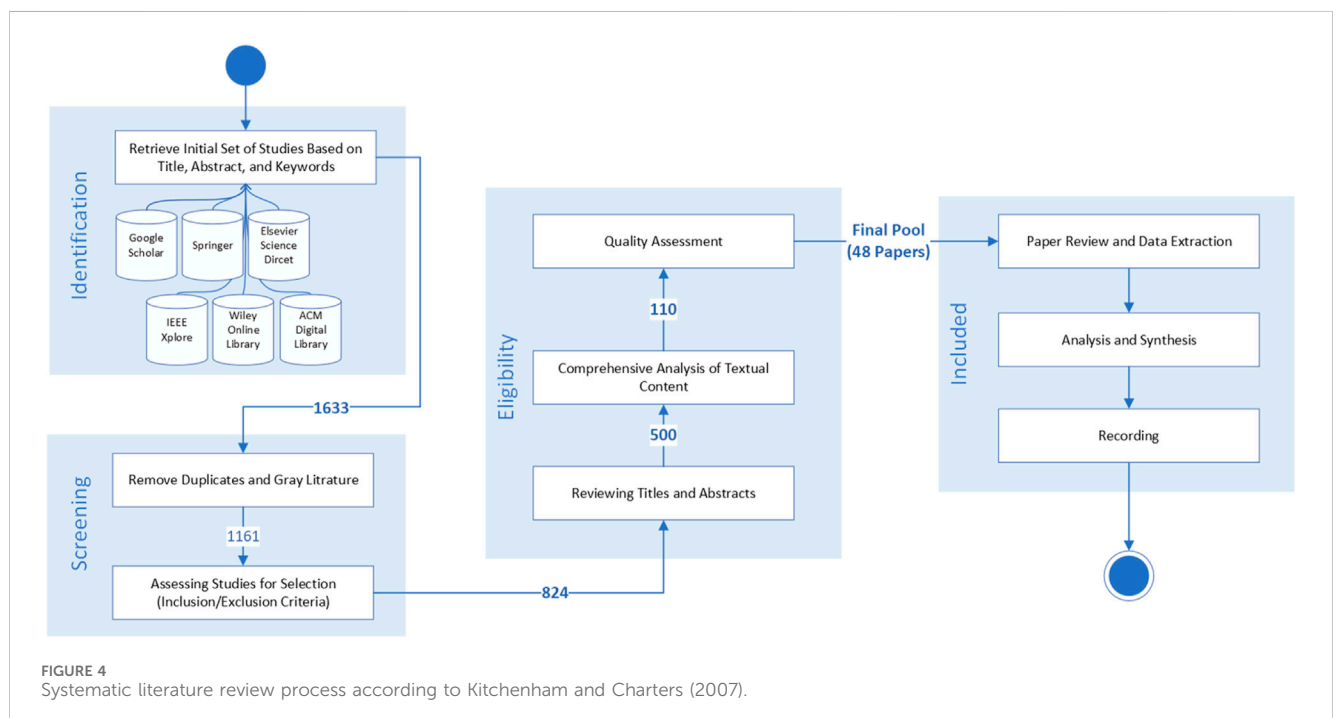 Identification
Retrieve Initial Set of Studies Based on
Title, Abstract, and Keywords
Google
Scholar
Springer
Elsevier
Science
Dircet
IEEE
Xplore
Wiley
Online
Library
ACM
Digital
Library
1633
Screening
Remove Duplicates and Gray Litrature
1161
Assessing Studies for Selection
(Inclusion/Exclusion Criteria)
824
Eligibility
Quality Assessment
110
Comprehensive Analysis of Textual
Content
500
Reviewing Titles and Abstracts
Final Pool
(48 Papers)
Included
Paper Review and Data Extraction
Analysis and Synthesis
Recording
FIGURE 4
Systematic literature review process according to Kitchenham and Charters (2007).